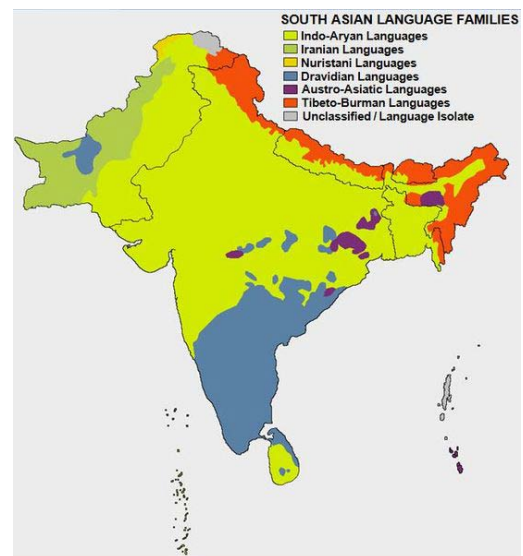 SOUTH ASIAN LANGUAGE FAMILIES
Indo-Aryan Languages
Iranian Languages
Nuristani Languages
Dravidian Languages
Austro-Asiatic Languages
Tibeto-Burman Languages
Unclassified / Language Isolate